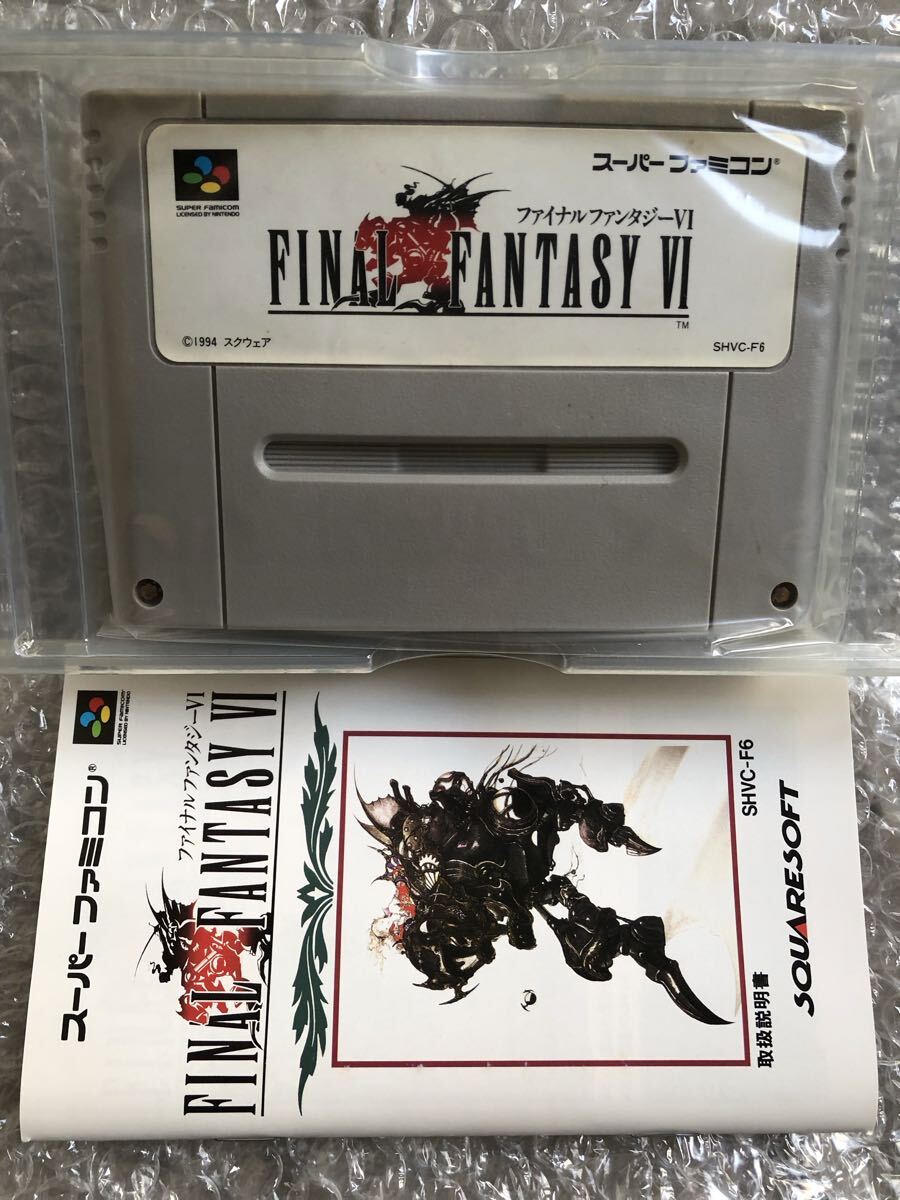 SUPER FAMICOM
LICENSED BY NINTENDO
スーパーファミコン®
ファイナルファンタジーVI
FINAL FANTASY VI
TM
©1994 スクウェア
SHVC-F6
SUPER FAMICOM
LICENSED BY NINTENDO
スーパーファミコン®
ファイナルファンタジーVI
FINAL FANTASY VI
SHVC-F6
取扱説明書
SQUARESOFT